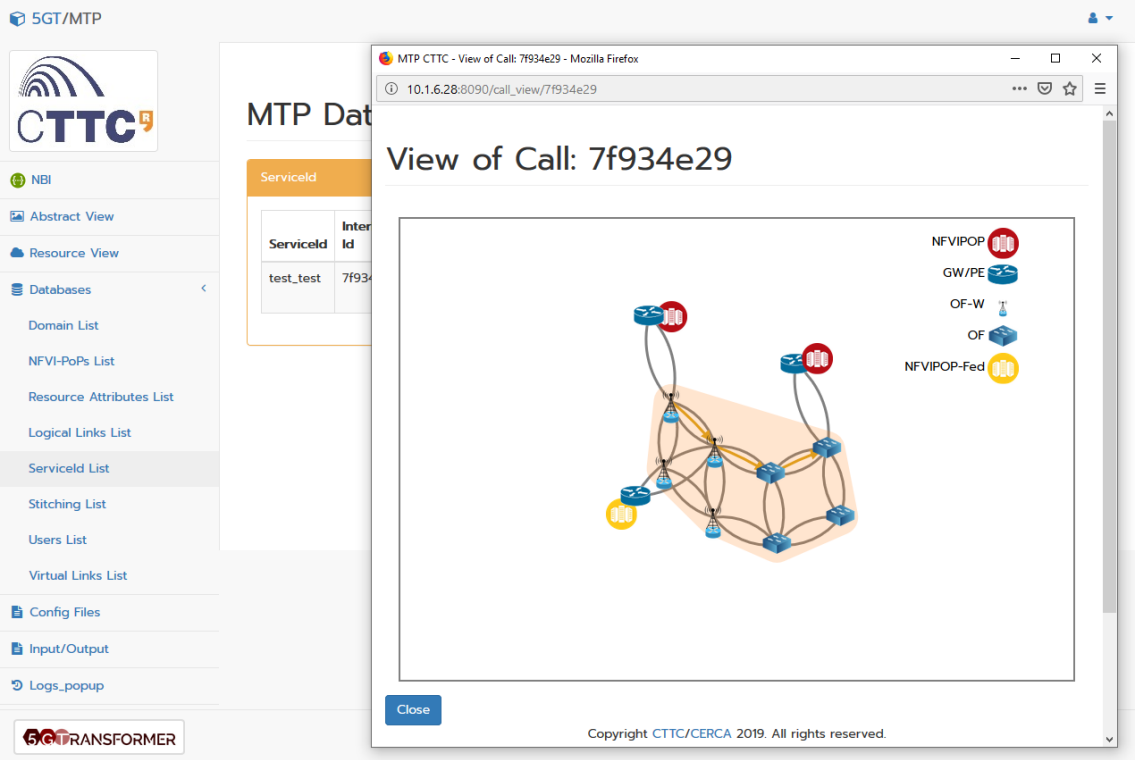 5GT/MTP
CTTC R
NBI
Abstract View
Resource View
Databases
Domain List
NFVI-PoPs List
Resource Attributes List
Logical Links List
ServiceId List
Stitching List
Users List
Virtual Links List
Config Files
Input/Output
Logs_popup
5GTRANSFORMER
MTP Dat
ServiceId
ServiceId
Inter
Id
test_test
7f934
MTP CTTC - View of Call: 7f934e29 - Mozilla Firefox
10.1.6.28:8090/call_view/7f934e29
View of Call: 7f934e29
NFVIPOP
GW/PE
OF-W
OF
NFVIPOP-Fed
Close
Copyright CTTC/CERCA 2019. All rights reserved.